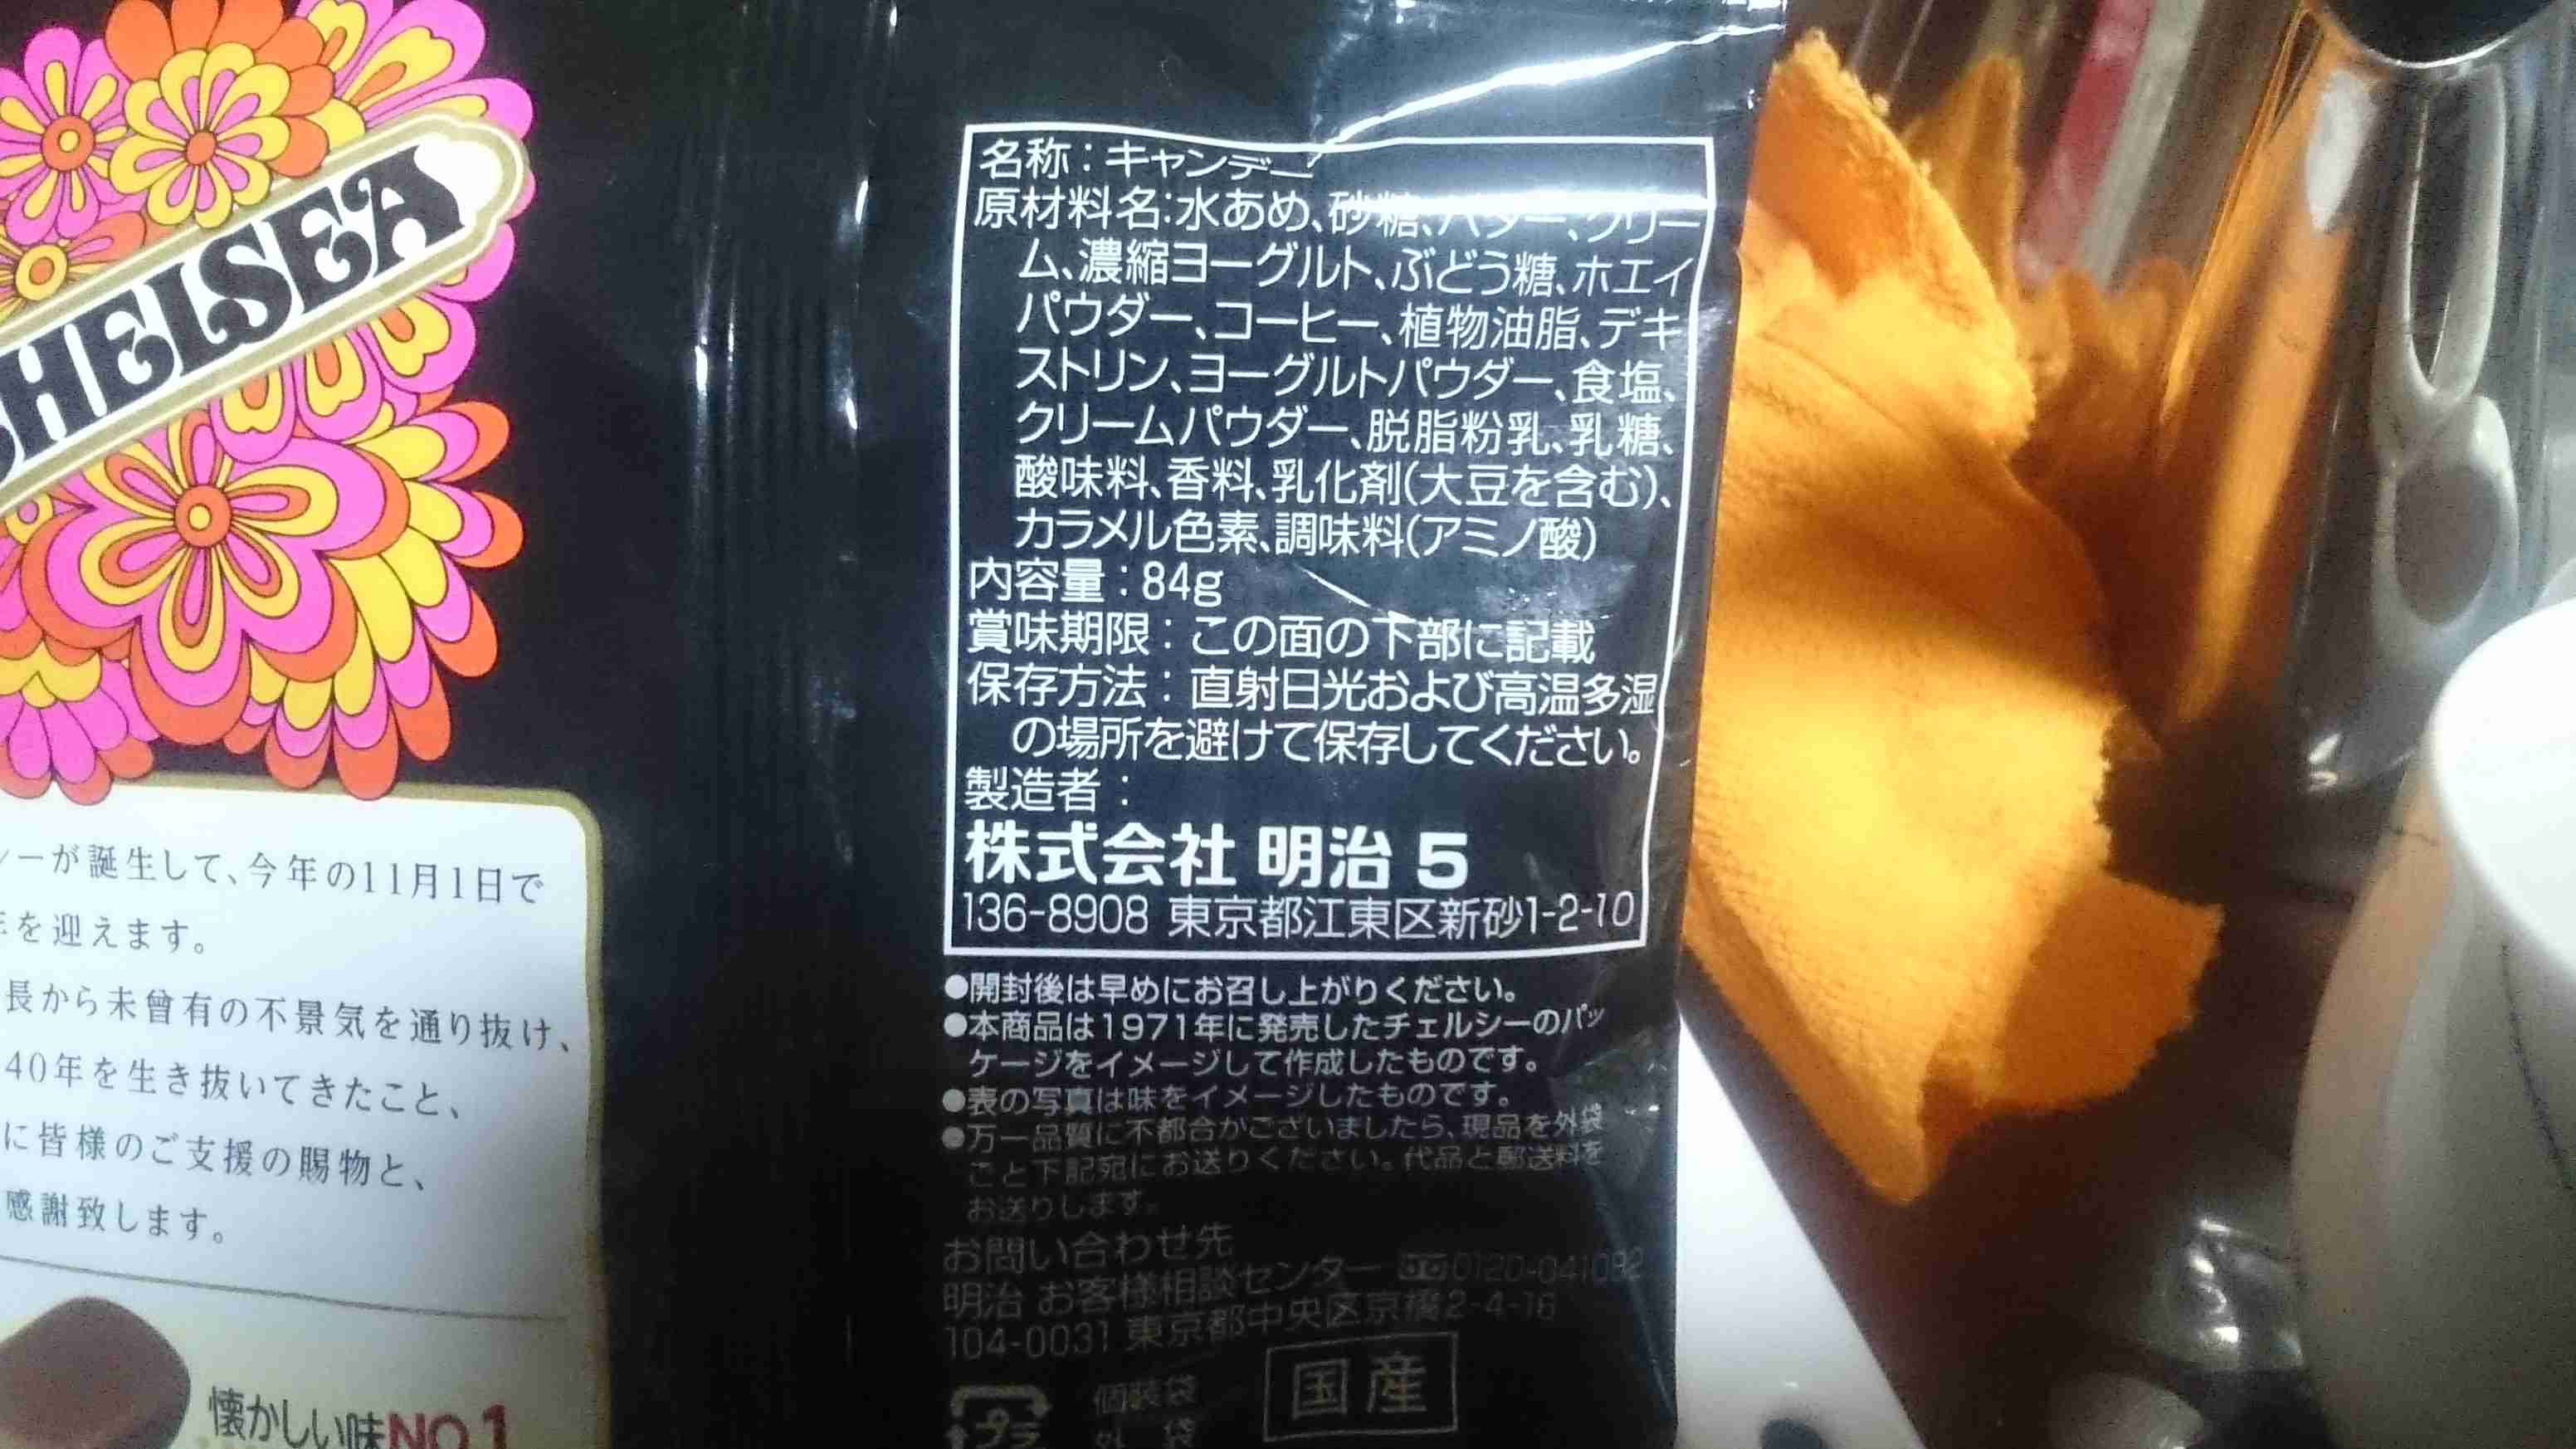 HELSEA
ーが誕生して、今年の11月1日で
を迎えます。
長から未曾有の不景気を通り抜け、
40年を生き抜いてきたこと、
に皆様のご支援の賜物と、
感謝致します。
懐かしい味NO.1
名称：キャンデー
原材料名：水あめ、砂糖、バター、クリー
ム、濃縮ヨーグルト、ぶどう糖、ホエイ
パウダー、コーヒー、植物油脂、デキ
ストリン、ヨーグルトパウダー、食塩、
クリームパウダー、脱脂粉乳、乳糖、
酸味料、香料、乳化剤(大豆を含む)、
カラメル色素、調味料(アミノ酸)
内容量：84g
賞味期限：この面の下部に記載
保存方法：直射日光および高温多湿
の場所を避けて保存してください。
製造者：
株式会社 明治 5
136-8908 東京都江東区新砂1-2-10
●開封後は早めにお召し上がりください。
●本商品は1971年に発売したチェルシーのパッ
ケージをイメージして作成したものです。
●表の写真は味をイメージしたものです。
●万一品質に不都合がございましたら、現品を外袋
ごと下記宛にお送りください。代品と郵送料を
お送りします。
お問い合わせ先
明治 お客様相談センター 0120-041082
104-0031 東京都中央区京橋2-4-16
プラ
個装袋
外 袋
国産